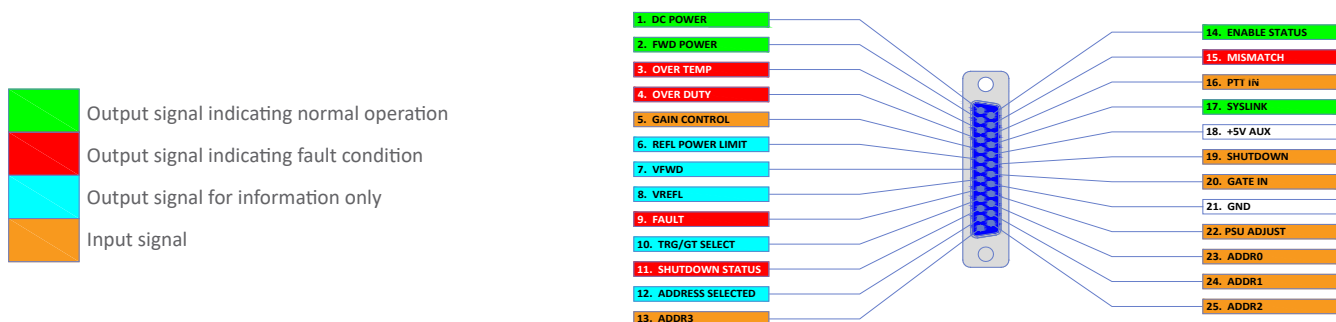 Output signal indicating normal operation
Output signal indicating fault condition
Output signal for information only
Input signal
1. DC POWER
2. FWD POWER
3. OVER TEMP
4. OVER DUTY
5. GAIN CONTROL
6. REFL POWER LIMIT
7. VFWD
8. VREFL
9. FAULT
10. TRG/GT SELECT
11. SHUTDOWN STATUS
12. ADDRESS SELECTED
13. ADDR3
14. ENABLE STATUS
15. MISMATCH
16. PTT IN
17. SYSLINK
18. +5V AUX
19. SHUTDOWN
20. GATE IN
21. GND
22. PSU ADJUST
23. ADDR0
24. ADDR1
25. ADDR2